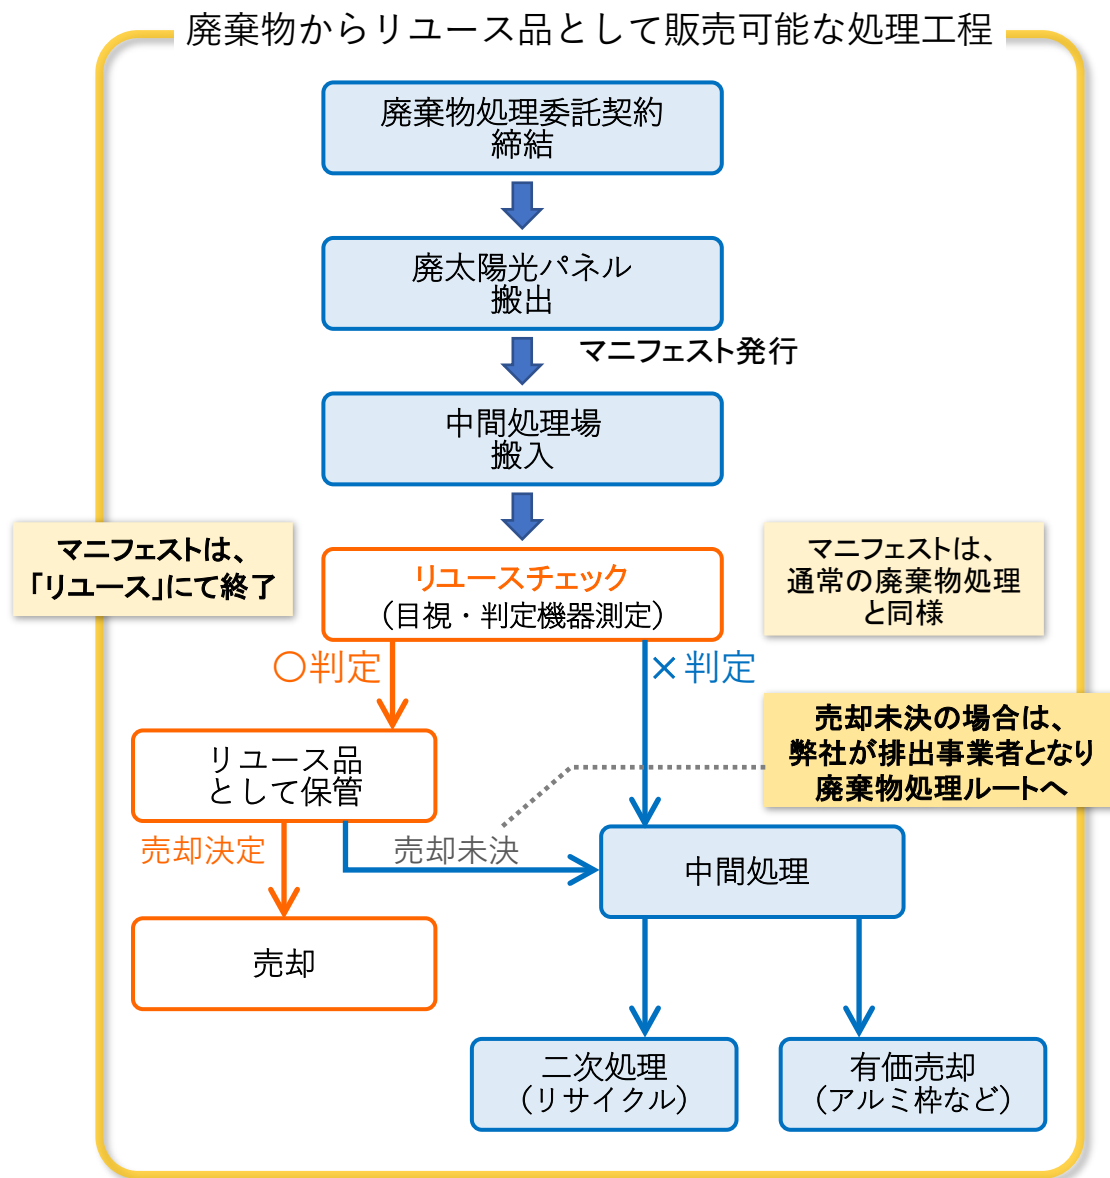 廃棄物からリユース品として販売可能な処理工程
廃棄物処理委託契約
締結
廃太陽光パネル
搬出
マニフェスト発行
中間処理場
搬入
マニフェストは、
「リユース」にて終了
リユースチェック
（目視・判定機器測定）
マニフェストは、
通常の廃棄物処理
と同様
〇判定
×判定
売却未決の場合は、
弊社が排出事業者となり
廃棄物処理ルートへ
リユース品
として保管
売却決定
売却未決
中間処理
売却
二次処理
（リサイクル）
有価売却
（アルミ枠など）